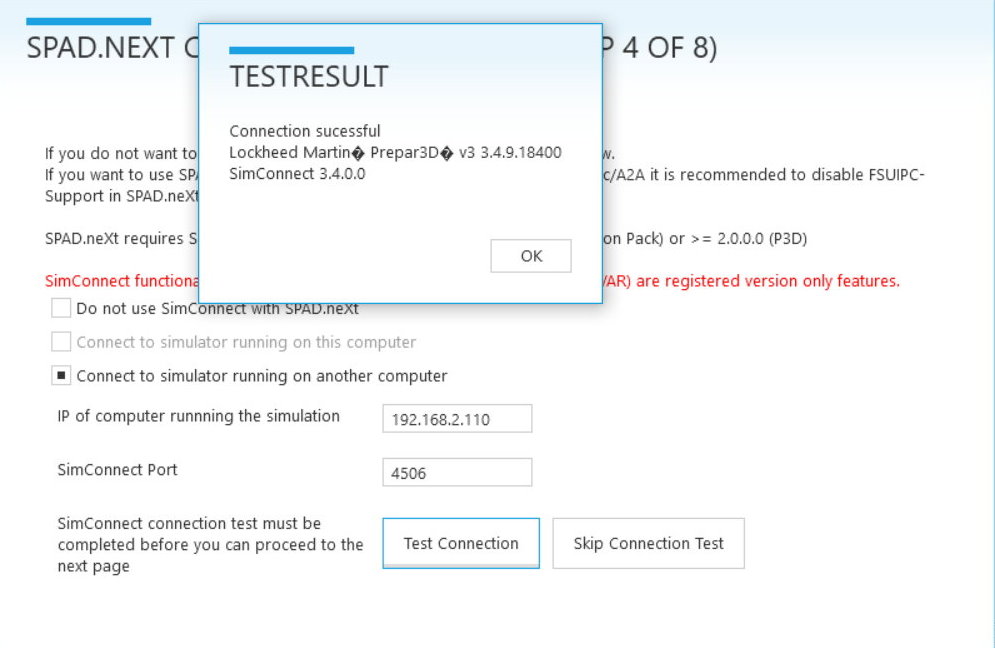 SPAD.NEXT C
P 4 OF 8)
TESTRESULT
Connection sucessful
Lockheed Martin� Prepar3D� v3 3.4.9.18400
SimConnect 3.4.0.0
OK
If you do not want to
w.
If you want to use SPA
c/A2A it is recommended to disable FSUIPC-
Support in SPAD.neXt
SPAD.neXt requires S
on Pack) or >= 2.0.0.0 (P3D)
SimConnect functiona
VAR) are registered version only features.
Do not use SimConnect with SPAD.neXt
Connect to simulator running on this computer
Connect to simulator running on another computer
IP of computer runnning the simulation
192.168.2.110
SimConnect Port
4506
SimConnect connection test must be
completed before you can proceed to the
next page
Test Connection
Skip Connection Test